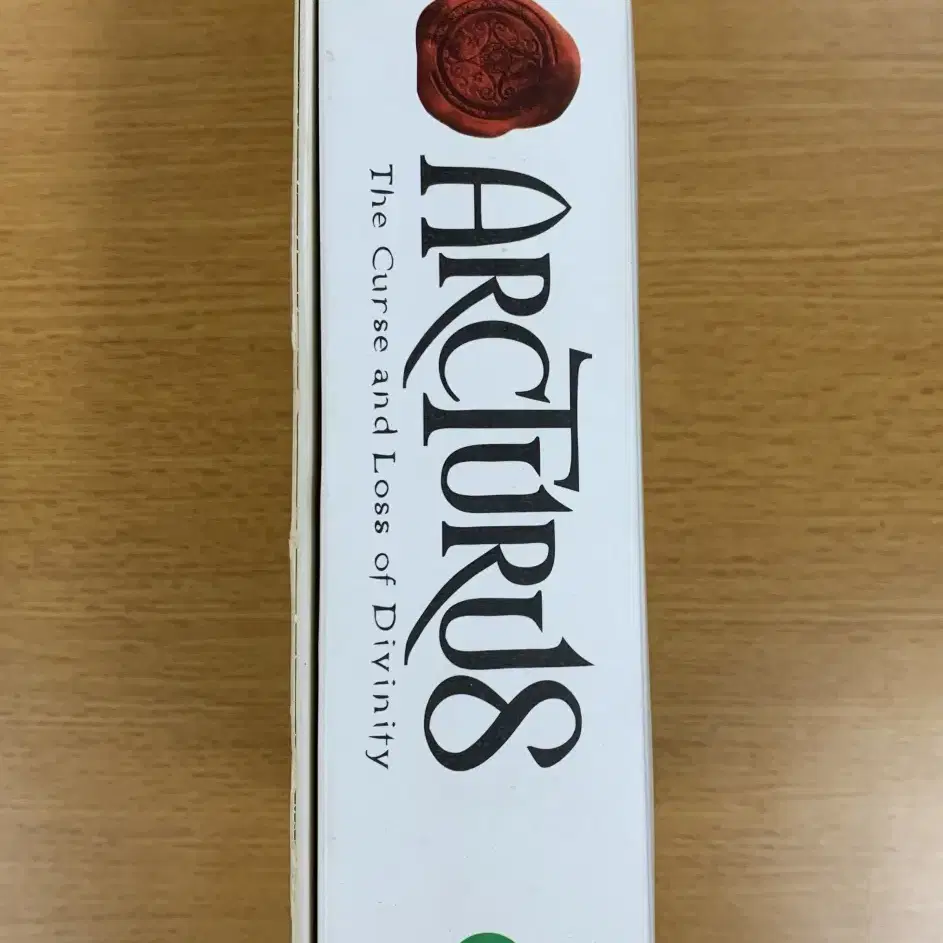 ARCTURUS
The Curse and Loss of Divinity